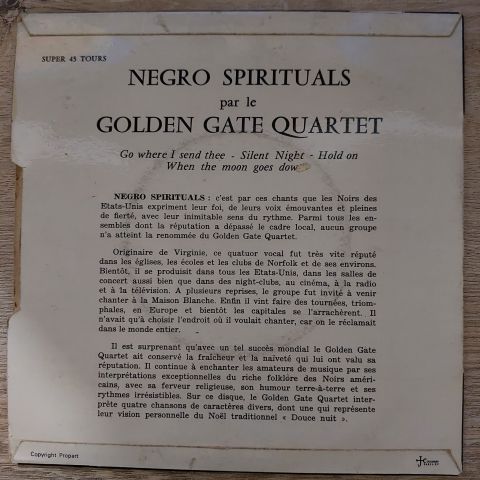 SUPER 45 TOURS
NEGRO SPIRITUALS
par le
GOLDEN GATE QUARTET
Go where I send thee - Silent Night - Hold on
When the moon goes dow
NEGRO SPIRITUALS : c'est par ces chants que les Noirs des
Etats-Unis expriment leur foi, de leurs voix émouvantes et pleines
de fierté, avec leur inimitable sens du rythme. Parmi tous les en-
sembles dont la réputation a dépassé le cadre local, aucun groupe
n'a atteint la renommée du Golden Gate Quartet.
Originaire de Virginie, ce quatuor vocal fut très vite réputé
dans les églises, les écoles et les clubs de Norfolk et de ses environs.
Bientôt, il se produisit dans tous les Etats-Unis, dans les salles de
concert aussi bien que dans des night-clubs, au cinéma, à la radio
et à la télévision. A plusieurs reprises, le groupe fut invité à venir
chanter à la Maison Blanche. Enfin il vint faire des tournées, triom-
phales, en Europe et bientôt les capitales se l'arrachèrent. Il
n'avait qu'à choisir l'endroit où il voulait chanter, car on le réclamait
dans le monde entier.
Il est surprenant qu'avec un tel succès mondial le Golden Gate
Quartet ait conservé la fraîcheur et la naïveté qui lui ont valu sa
réputation. Il continue à enchanter les amateurs de musique par ses
interprétations exceptionnelles du riche folklore des Noirs améri-
cains, avec sa ferveur religieuse, son humour terre-à-terre et ses
rythmes irrésistibles. Sur ce disque, le Golden Gate Quartet inter-
prête quatre chansons de caractères divers, dont une qui représente
leur vision personnelle du Noël traditionnel « Douce nuit ».
Copyright Propart